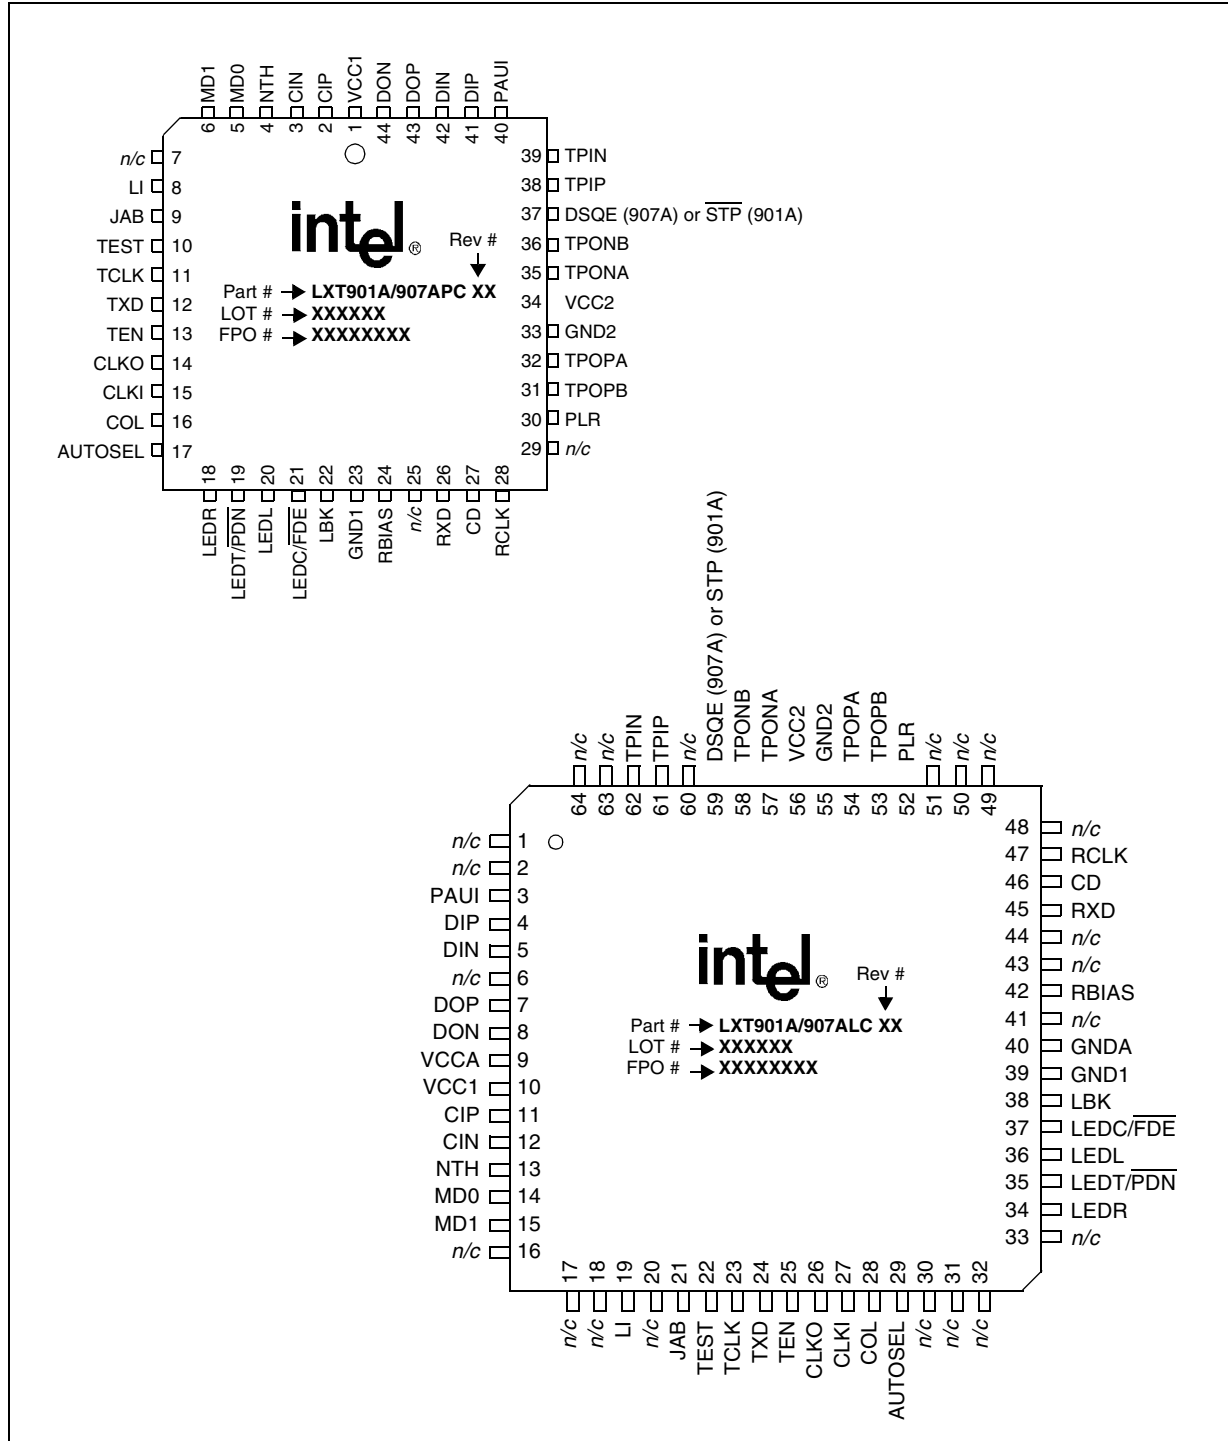 MD1
MD0
NTH
CIN
CIP
VCC1
DON
DOP
DIN
DIP
PAUI
6
5
4
3
2
1
44
43
42
41
40
n/c 7
LI 8
JAB 9
TEST 10
TCLK 11
TXD 12
TEN 13
CLKO 14
CLKI 15
COL 16
AUTOSEL 17
39 TPIN
38 TPIP
37 DSQE (907A) or STP (901A)
36 TPONB
35 TPONA
34 VCC2
33 GND2
32 TPOPA
31 TPOPB
30 PLR
29 n/c
intel®
Rev #
Part # LXT901A/907APC XX
LOT # XXXXXX
FPO # XXXXXXXX
18
19
20
21
22
23
24
25
26
27
28
LEDR
LEDT/PDN
LEDL
LEDC/FDE
LBK
GND1
RBIAS
n/c
RXD
CD
RCLK
n/c
n/c
TPIN
TPIP
n/c
DSQE (907A) or STP (901A)
TPONB
TPONA
VCC2
GND2
TPOPA
TPOPB
PLR
n/c
n/c
n/c
64
63
62
61
60
59
58
57
56
55
54
53
52
51
50
49
n/c 1
n/c 2
PAUI 3
DIP 4
DIN 5
n/c 6
DOP 7
DON 8
VCCA 9
VCC1 10
CIP 11
CIN 12
NTH 13
MD0 14
MD1 15
n/c 16
48 n/c
47 RCLK
46 CD
45 RXD
44 n/c
43 n/c
42 RBIAS
41 n/c
40 GNDA
39 GND1
38 LBK
37 LEDC/FDE
36 LEDL
35 LEDT/PDN
34 LEDR
33 n/c
intel®
Rev #
Part # LXT901A/907ALC XX
LOT # XXXXXX
FPO # XXXXXXXX
17
18
19
20
21
22
23
24
25
26
27
28
29
30
31
32
n/c
n/c
LI
n/c
JAB
TEST
TCLK
TXD
TEN
CLKO
CLKI
COL
AUTOSEL
n/c
n/c
n/c